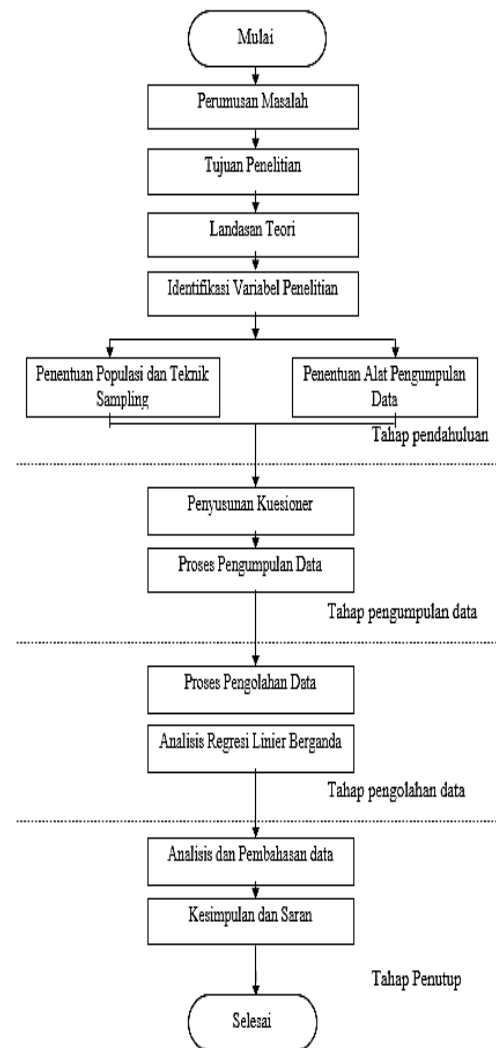 Mulai
Perumusan Masalah
Tujuan Penelitian
Landasan Teori
Identifikasi Variabel Penelitian
Penentuan Populasi dan Teknik
Sampling
Penentuan Alat Pengumpulan
Data
Tahap pendahuluan
Penyusunan Kuesioner
Proses Pengumpulan Data
Tahap pengumpulan data
Proses Pengolahan Data
Analisis Regresi Linier Berganda
Tahap pengolahan data
Analisis dan Pembahasan data
Kesimpulan dan Saran
Tahap Penutup
Selesai